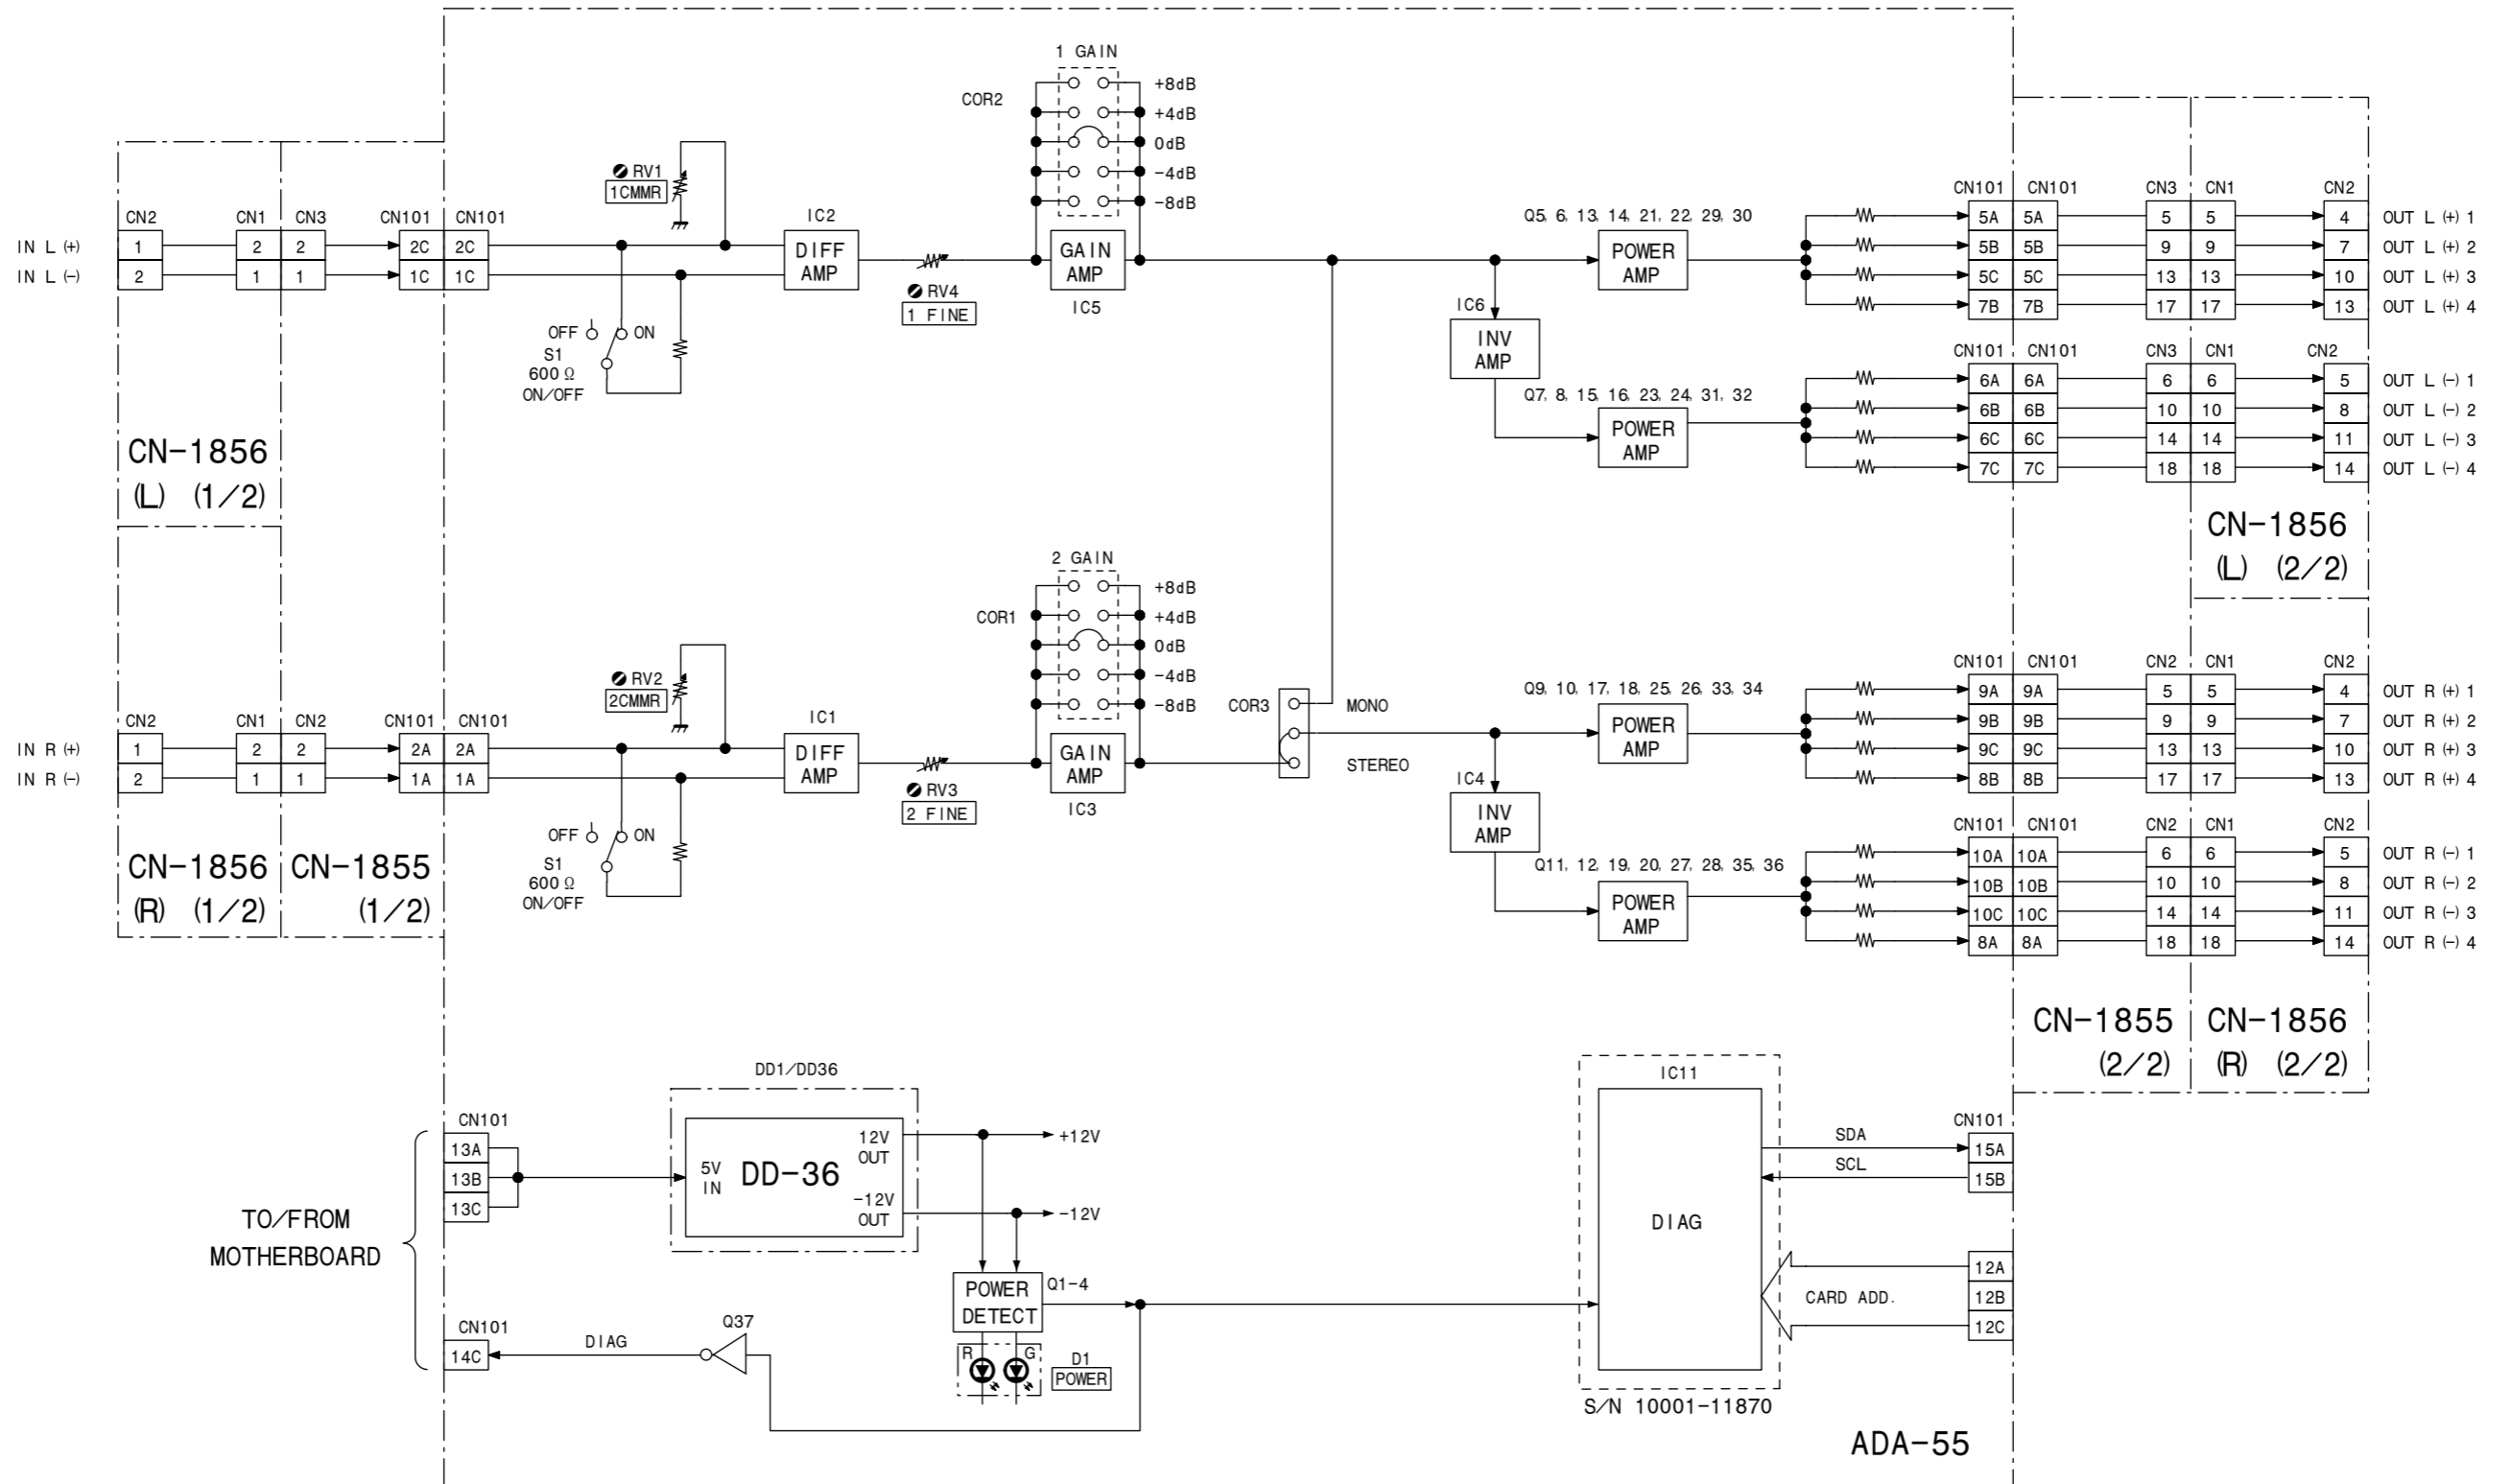 1 GAIN
COR2
+8dB
+4dB
0dB
-4dB
-8dB
RV1
1CMMR
CN2 CN1 CN3 CN101 CN101
IC2
IN L (+) 1 2 2 2C 2C
IN L (-) 2 1 1 1C 1C
DIFF
AMP
RV4
1 FINE
GAIN
AMP
IC5
OFF ON
S1
600 Ω
ON/OFF
Q5, 6, 13, 14, 21, 22, 29, 30
POWER
AMP
IC6
INV
AMP
Q7, 8, 15, 16, 23, 24, 31, 32
POWER
AMP
CN101 CN101 CN3 CN1 CN2
5A 5A 5 5 4 OUT L (+) 1
5B 5B 9 9 7 OUT L (+) 2
5C 5C 13 13 10 OUT L (+) 3
7B 7B 17 17 13 OUT L (+) 4
CN101 CN101 CN3 CN1 CN2
6A 6A 6 6 5 OUT L (-) 1
6B 6B 10 10 8 OUT L (-) 2
6C 6C 14 14 11 OUT L (-) 3
7C 7C 18 18 14 OUT L (-) 4
CN-1856
(L) (1/2)
CN-1856
(L) (2/2)
2 GAIN
COR1
+8dB
+4dB
0dB
-4dB
-8dB
RV2
2CMMR
CN2 CN1 CN2 CN101 CN101
IC1
IN R (+) 1 2 2 2A 2A
IN R (-) 2 1 1 1A 1A
DIFF
AMP
RV3
2 FINE
GAIN
AMP
IC3
OFF ON
S1
600 Ω
ON/OFF
COR3
MONO
STEREO
Q9, 10, 17, 18, 25, 26, 33, 34
POWER
AMP
IC4
INV
AMP
Q11, 12, 19, 20, 27, 28, 35, 36
POWER
AMP
CN101 CN101 CN2 CN1 CN2
9A 9A 5 5 4 OUT R (+) 1
9B 9B 9 9 7 OUT R (+) 2
9C 9C 13 13 10 OUT R (+) 3
8B 8B 17 17 13 OUT R (+) 4
CN101 CN101 CN2 CN1 CN2
10A 10A 6 6 5 OUT R (-) 1
10B 10B 10 10 8 OUT R (-) 2
10C 10C 14 14 11 OUT R (-) 3
8A 8A 18 18 14 OUT R (-) 4
CN-1856
(R) (1/2)
CN-1855
(1/2)
CN-1855
(2/2)
CN-1856
(R) (2/2)
DD1/DD36
CN101
13A
13B
13C
5V
IN
DD-36
12V
OUT
-12V
OUT
+12V
-12V
TO/FROM
MOTHERBOARD
POWER
DETECT
Q1-4
CN101
14C
DIAG
Q37
R G
D1
POWER
IC11
DIAG
SDA
SCL
CN101
15A
15B
CARD ADD.
12A
12B
12C
S/N 10001-11870
ADA-55